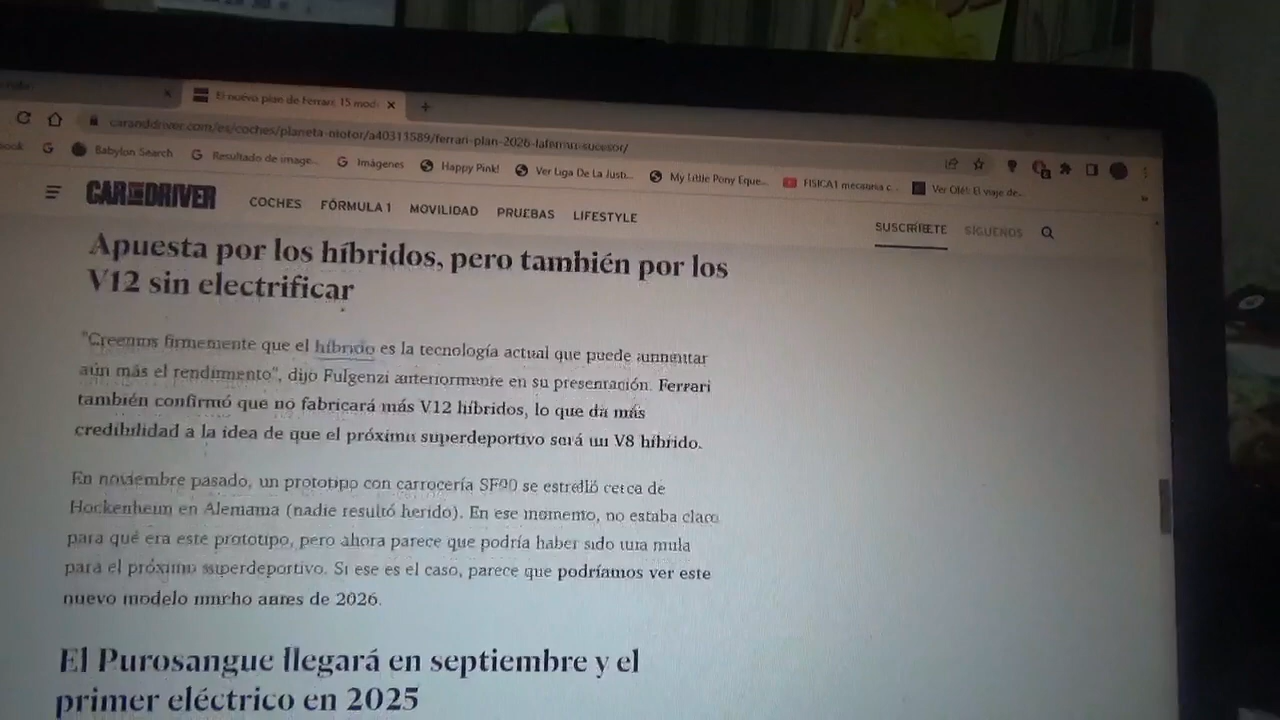 El nuevo plan de Ferrari: 15 mod
caranddriver.com/es/coches/planeta-motor/a40313589/ferrari-plan-2026-laferrari-sucesor/
ook
Babylon Search
Resultado de image...
Imágenes
Happy Pink!
Ver Liga De La Justi...
My Little Pony Eque...
FISICA1 mecanica c...
Ver Olé!: El viaje de...
CAR AND DRIVER
COCHES FÓRMULA 1 MOVILIDAD PRUEBAS LIFESTYLE
SUSCRÍBETE SÍGUENOS
Apuesta por los híbridos, pero también por los
V12 sin electrificar
"Creemos firmemente que el híbrido es la tecnología actual que puede aumentar
aún más el rendimiento", dijo Fulgenzi anteriormente en su presentación. Ferrari
también confirmó que no fabricará más V12 híbridos, lo que da más
credibilidad a la idea de que el próximo superdeportivo será un V8 híbrido.
En noviembre pasado, un prototipo con carrocería SF90 se estrelló cerca de
Hockenheim en Alemania (nadie resultó herido). En ese momento, no estaba claro
para qué era este prototipo, pero ahora parece que podría haber sido una mula
para el próximo superdeportivo. Si ese es el caso, parece que podríamos ver este
nuevo modelo mucho antes de 2026.
El Purosangue llegará en septiembre y el
primer eléctrico en 2025